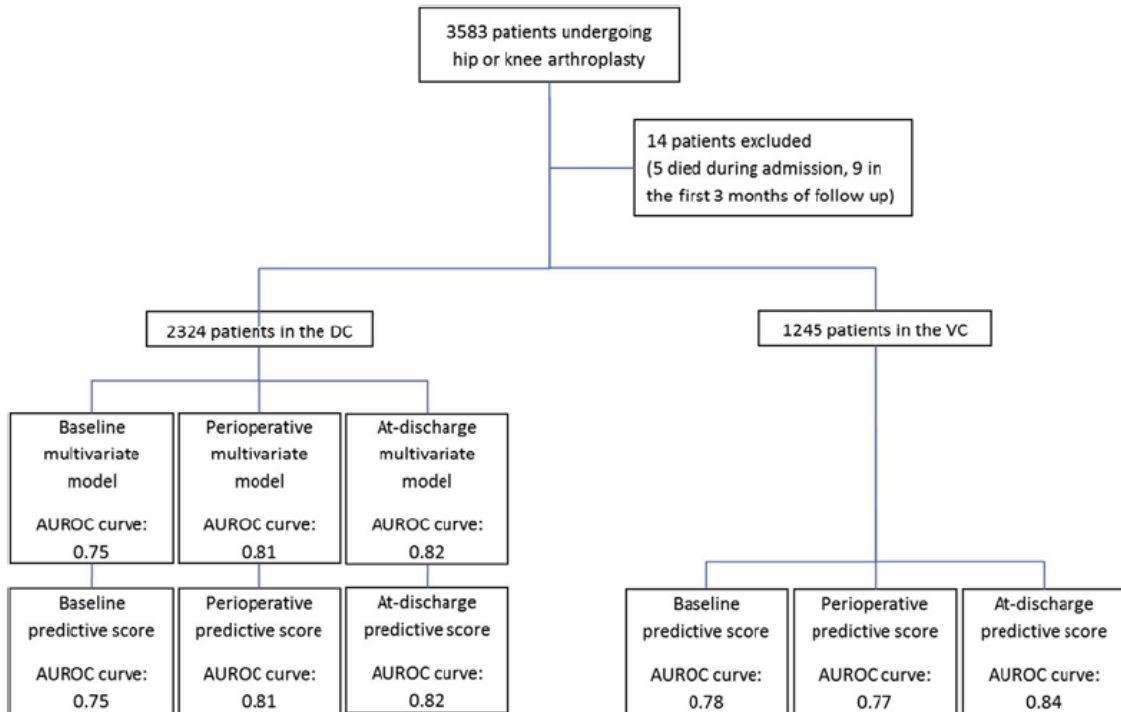 3583 patients undergoing
hip or knee arthroplasty
14 patients excluded
(5 died during admission, 9 in
the first 3 months of follow up)
2324 patients in the DC
1245 patients in the VC
Baseline
multivariate
model
AUROC curve:
0.75
Perioperative
multivariate
model
AUROC curve:
0.81
At-discharge
multivariate
model
AUROC curve:
0.82
Baseline
predictive score
AUROC curve:
0.75
Perioperative
predictive score
AUROC curve:
0.81
At-discharge
predictive score
AUROC curve:
0.82
Baseline
predictive score
AUROC curve:
0.78
Perioperative
predictive score
AUROC curve:
0.77
At-discharge
predictive score
AUROC curve:
0.84